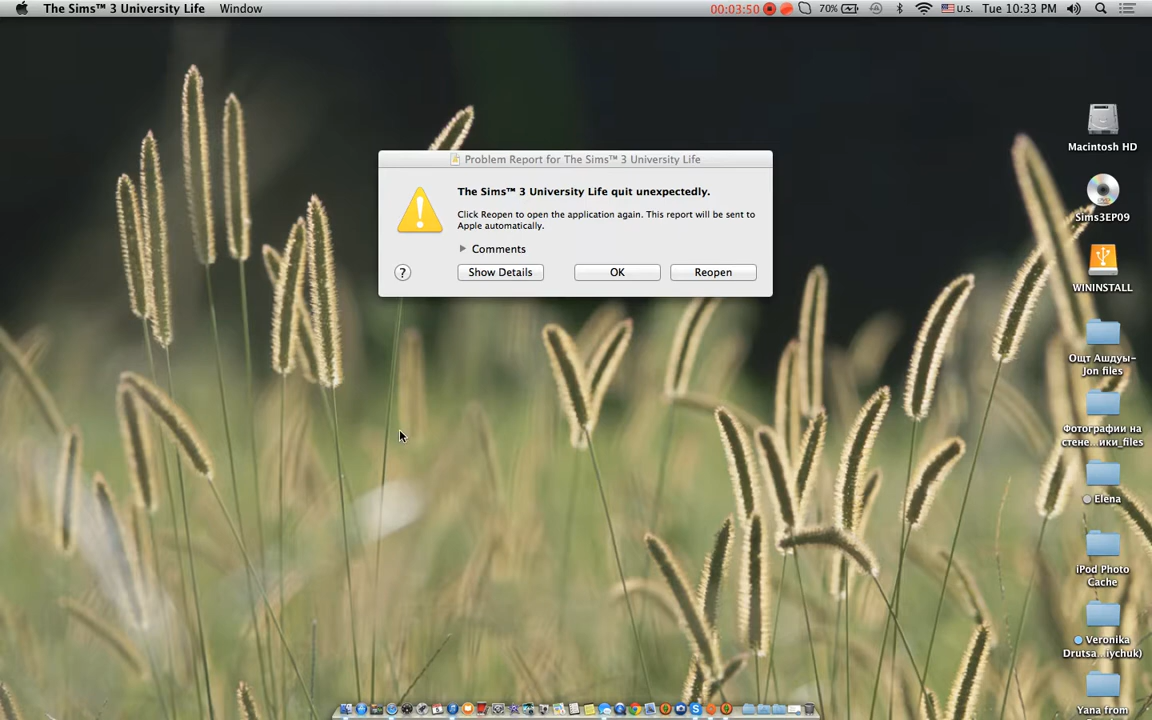 The Sims™ 3 University Life Window 00:03:50 70% U.S. Tue 10:33 PM
Problem Report for The Sims™ 3 University Life
The Sims™ 3 University Life quit unexpectedly.
Click Reopen to open the application again. This report will be sent to
Apple automatically.
Comments
? Show Details OK Reopen
Macintosh HD
Sims3EP09
WININSTALL
Ощт Ашдуы-
Jon files
Фотографии на
стене...ики_files
Elena
iPod Photo
Cache
Veronika
Drutsa...iychuk)
Yana from